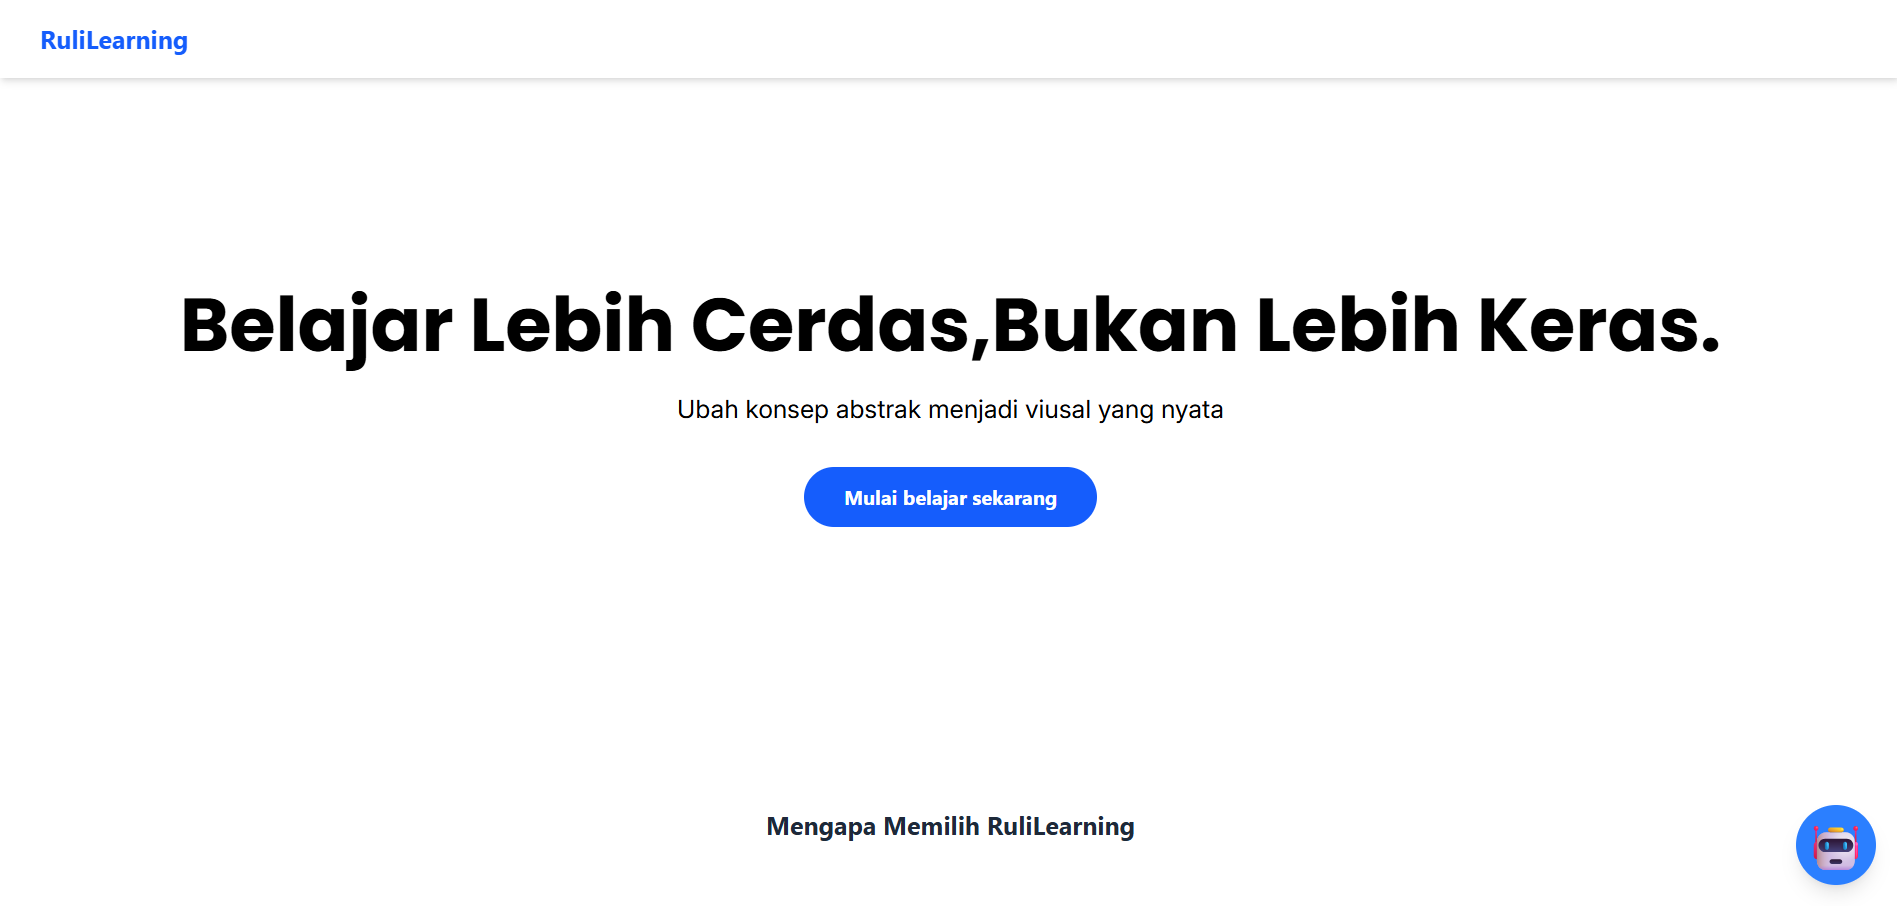 RuliLearning
Belajar Lebih Cerdas,Bukan Lebih Keras.
Ubah konsep abstrak menjadi viusal yang nyata
Mulai belajar sekarang
Mengapa Memilih RuliLearning